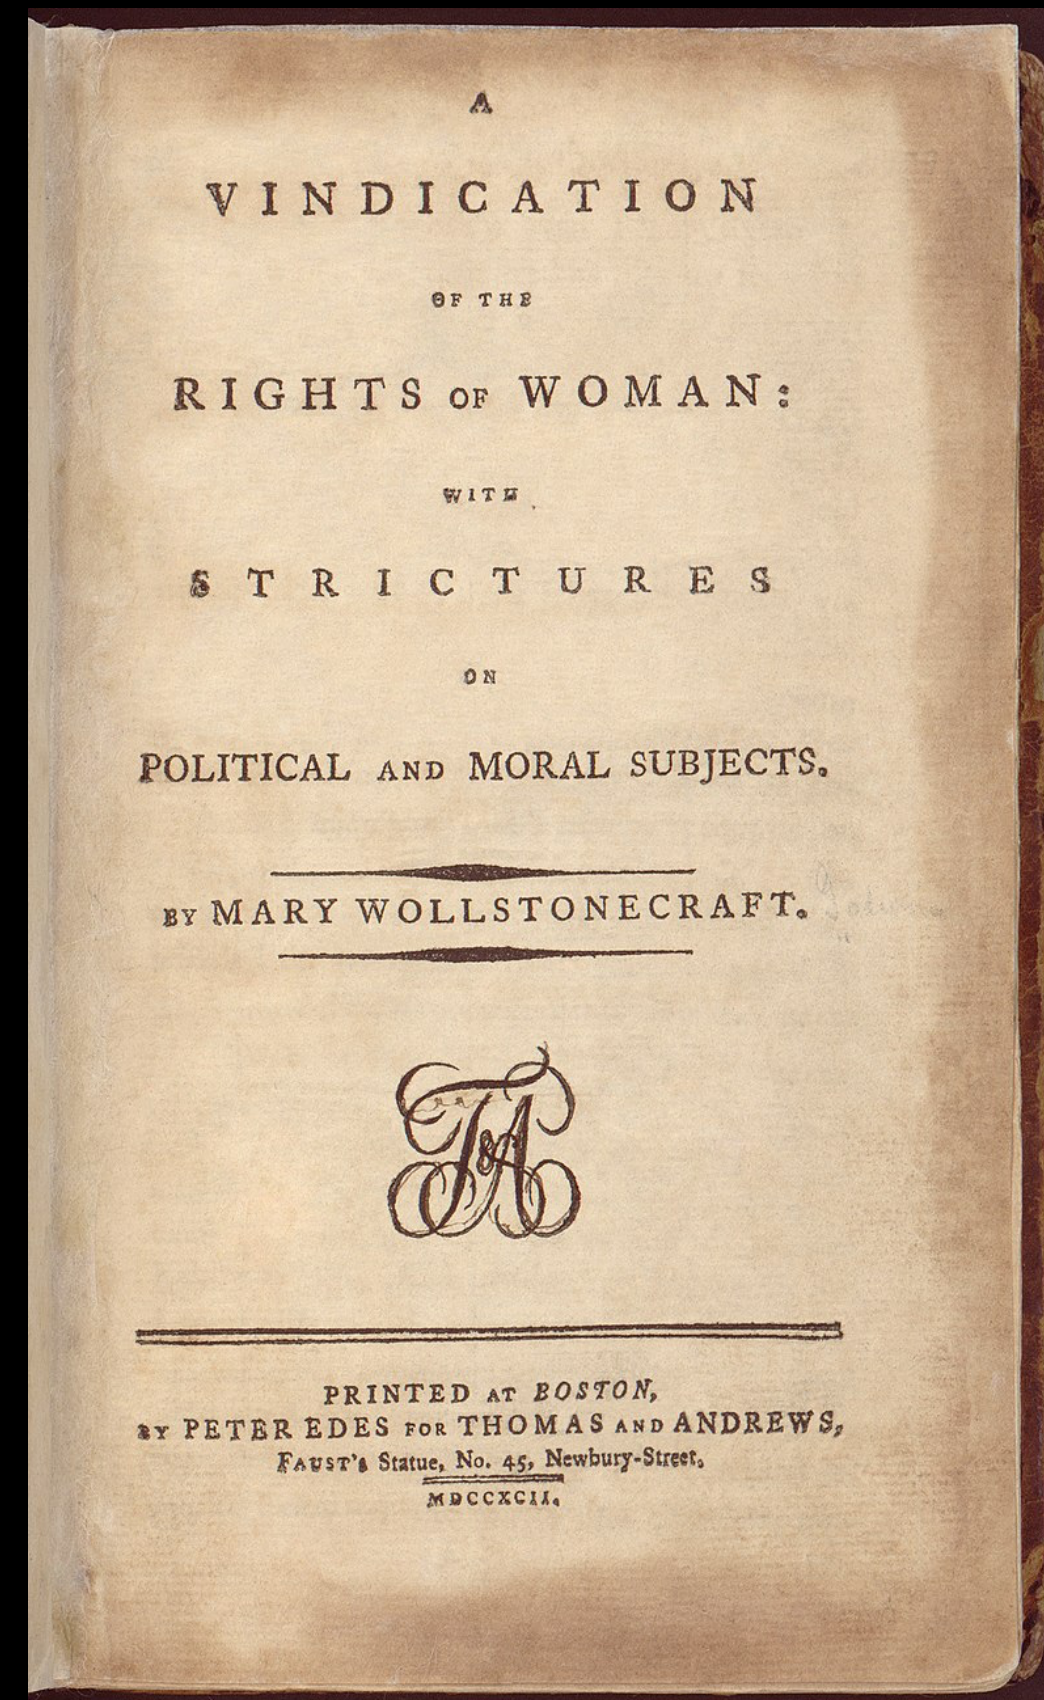 A
VINDICATION
OF THE
RIGHTS OF WOMAN:
WITH
STRICTURES
ON
POLITICAL AND MORAL SUBJECTS.
BY MARY WOLLSTONECRAFT.
T&A
PRINTED AT BOSTON,
BY PETER EDES FOR THOMAS AND ANDREWS,
FAUST's Statue, No. 45, Newbury-Street.
MDCCXCII.